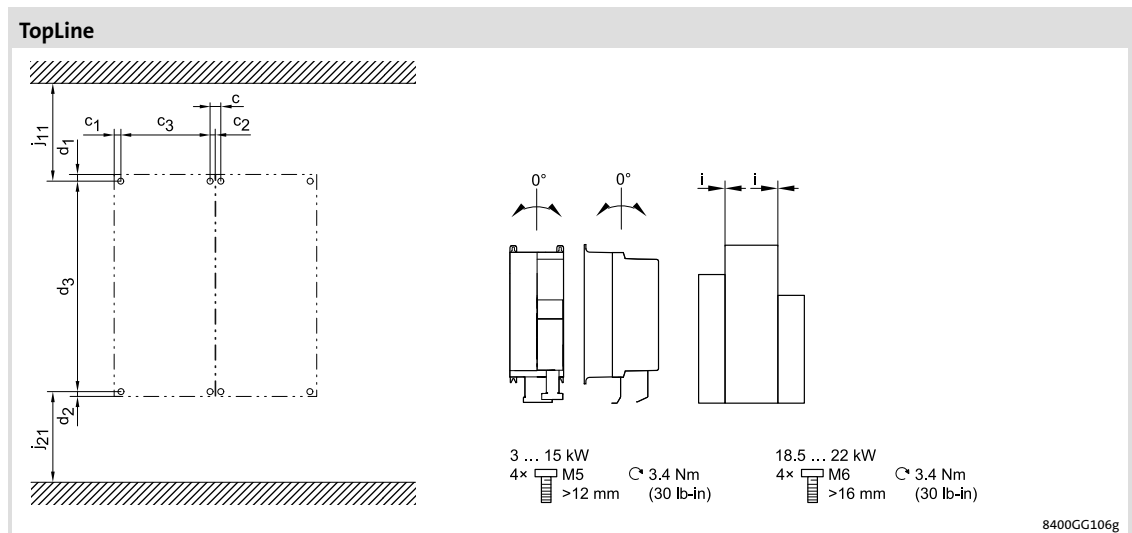 TopLine
c
c1 c3 c2
j11
d1
d3
d2
j21
0° 0° i i
3 ... 15 kW
4× M5 3.4 Nm
>12 mm (30 lb-in)
18.5 ... 22 kW
4× M6 3.4 Nm
>16 mm (30 lb-in)
8400GG106g